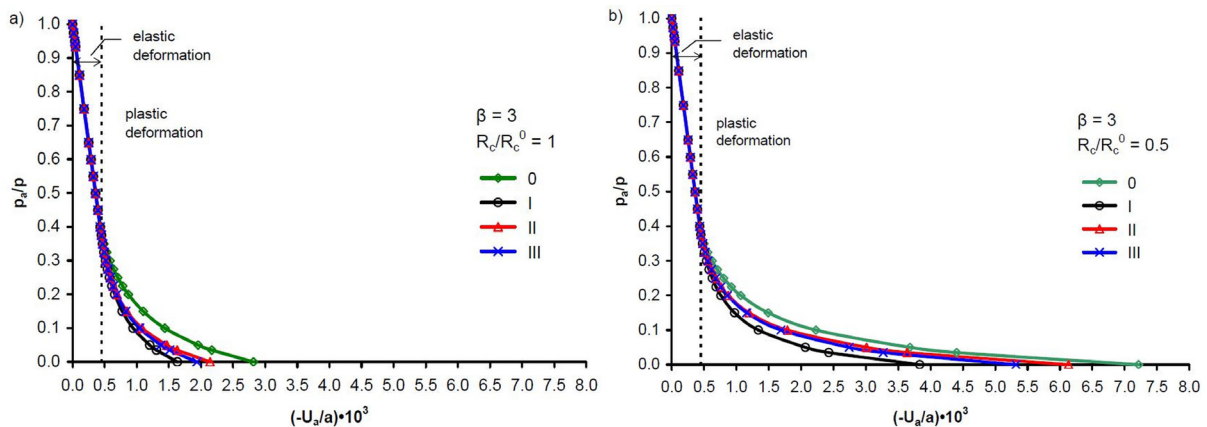 a)
1.0
0.9
0.8
0.7
0.6
0.5
0.4
0.3
0.2
0.1
0.0
pₐ/p
elastic
deformation
plastic
deformation
β = 3
R꜀/R꜀⁰ = 1
0
I
II
III
0.0 0.5 1.0 1.5 2.0 2.5 3.0 3.5 4.0 4.5 5.0 5.5 6.0 6.5 7.0 7.5 8.0
(-Uₐ/a)•10³
b)
1.0
0.9
0.8
0.7
0.6
0.5
0.4
0.3
0.2
0.1
0.0
pₐ/p
elastic
deformation
plastic
deformation
β = 3
R꜀/R꜀⁰ = 0.5
0
I
II
III
0.0 0.5 1.0 1.5 2.0 2.5 3.0 3.5 4.0 4.5 5.0 5.5 6.0 6.5 7.0 7.5 8.0
(-Uₐ/a)•10³